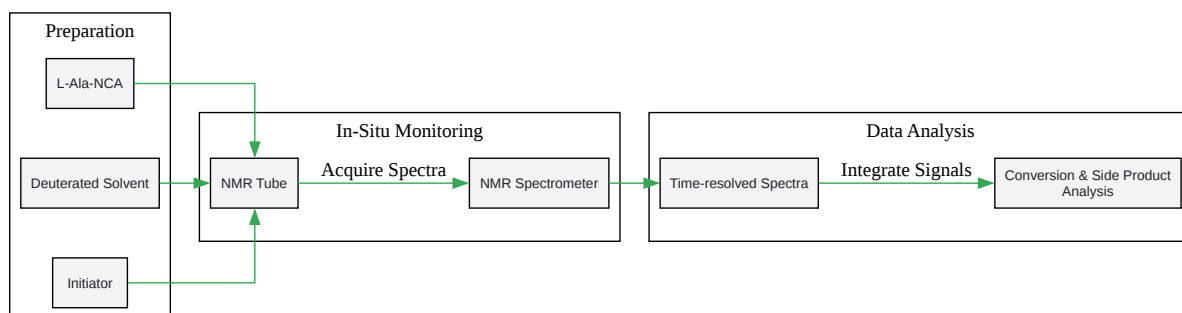 Preparation
L-Ala-NCA
Deuterated Solvent
Initiator
In-Situ Monitoring
NMR Tube
Acquire Spectra
NMR Spectrometer
Data Analysis
Time-resolved Spectra
Integrate Signals
Conversion & Side Product
Analysis